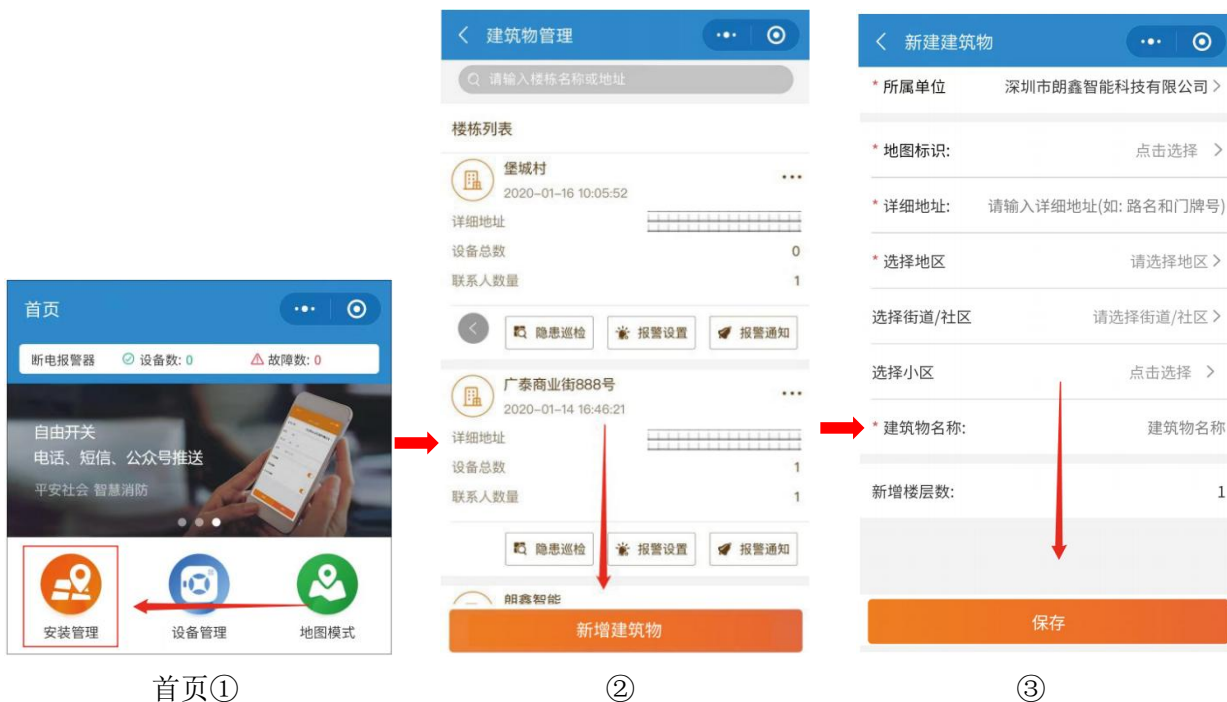 首页
断电报警器 设备数: 0 故障数: 0
自由开关
电话、短信、公众号推送
平安社会 智慧消防
安装管理 设备管理 地图模式
首页①
建筑物管理
请输入楼栋名称或地址
楼栋列表
堡城村
2020-01-16 10:05:52
详细地址
设备总数 0
联系人数量 1
隐患巡检 报警设置 报警通知
广泰商业街888号
2020-01-14 16:46:21
详细地址
设备总数 1
联系人数量 1
隐患巡检 报警设置 报警通知
朗鑫智能
新增建筑物
②
新建建筑物
* 所属单位 深圳市朗鑫智能科技有限公司
* 地图标识: 点击选择
* 详细地址: 请输入详细地址(如: 路名和门牌号)
* 选择地区 请选择地区
选择街道/社区 请选择街道/社区
选择小区 点击选择
* 建筑物名称: 建筑物名称
新增楼层数: 1
保存
③